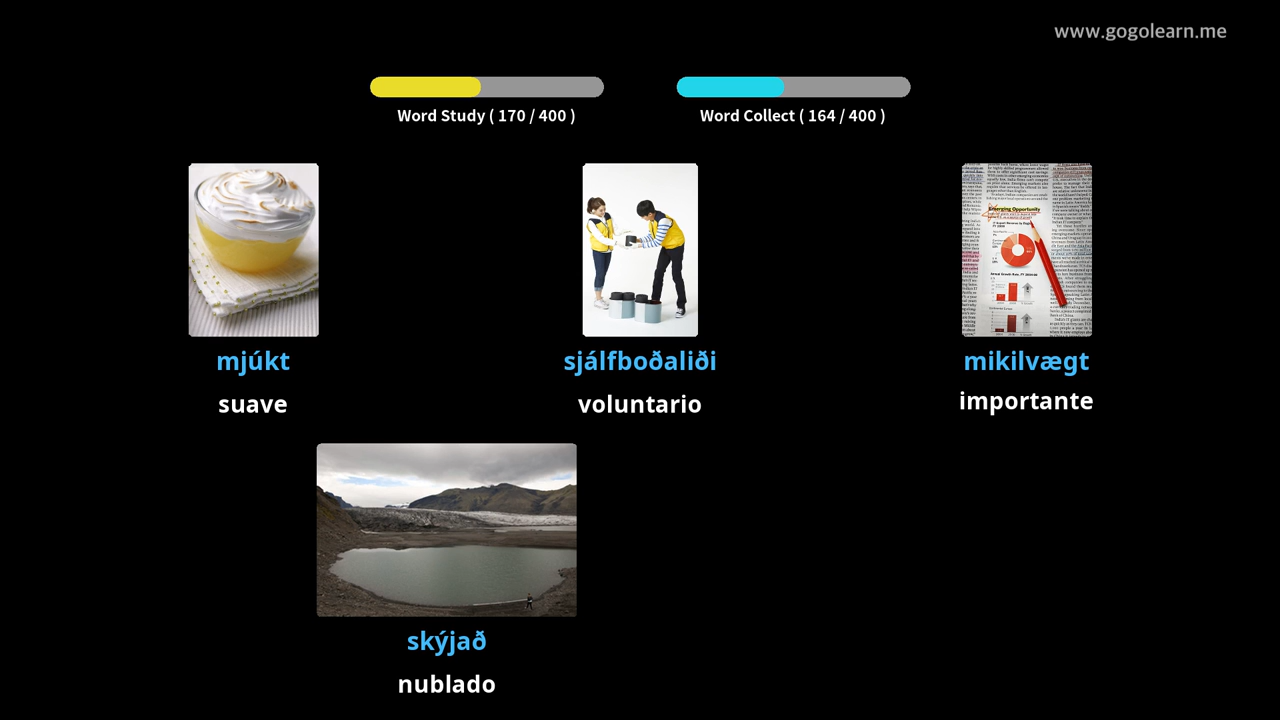 www.gogolearn.me
Word Study ( 170 / 400 )
Word Collect ( 164 / 400 )
Emerging Opportunity
mjúkt
sjálfboðaliði
mikilvægt
suave
voluntario
importante
skýjað
nublado